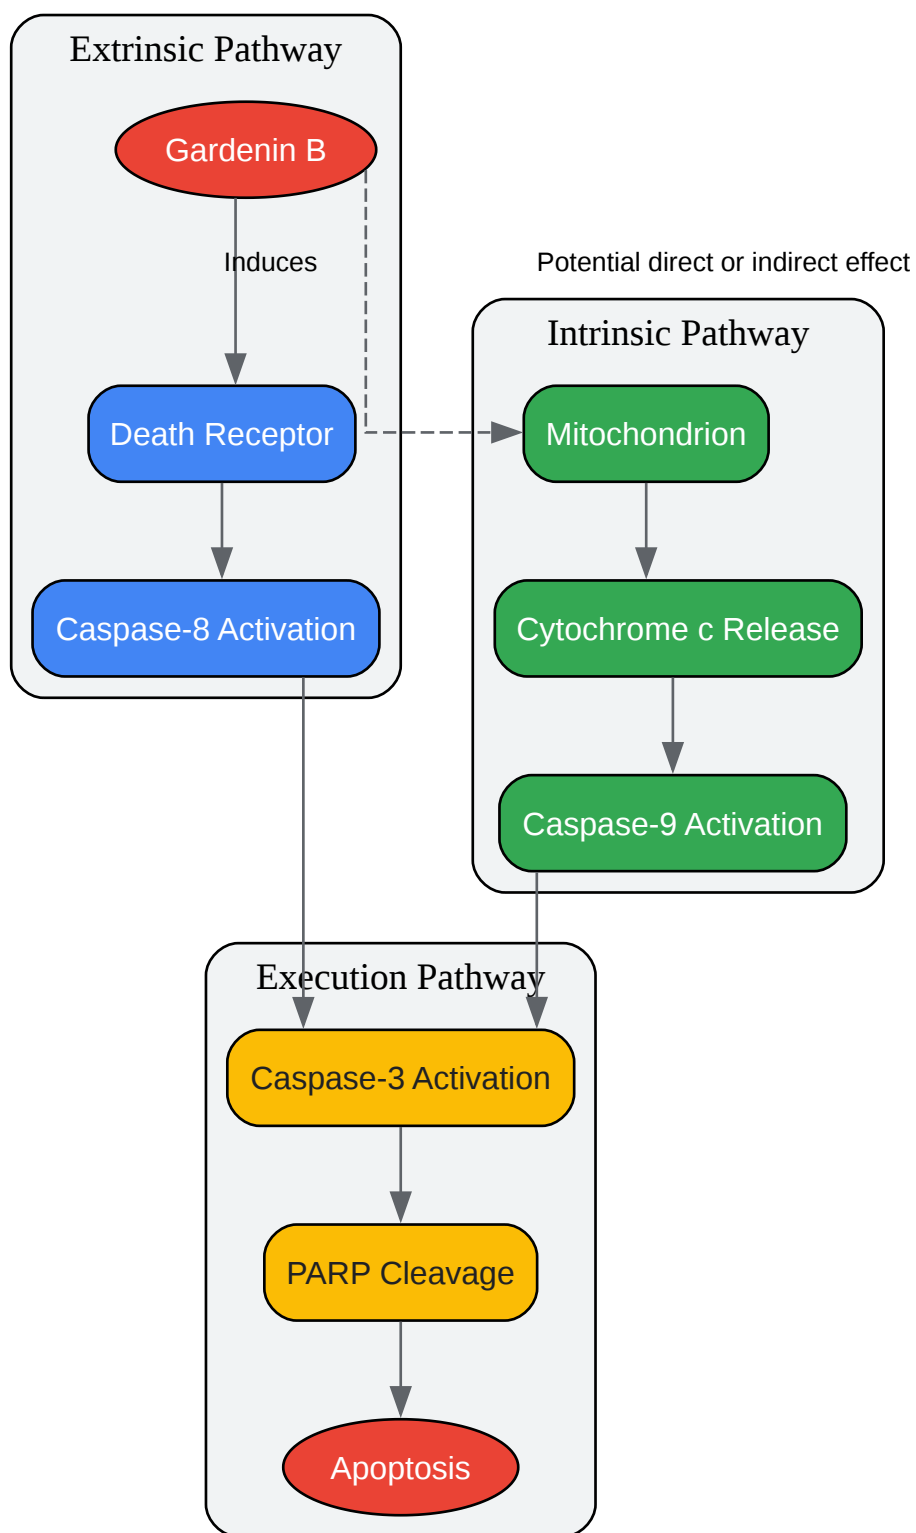 Extrinsic Pathway
Gardenin B
Induces
Potential direct or indirect effect
Intrinsic Pathway
Death Receptor
Mitochondrion
Caspase-8 Activation
Cytochrome c Release
Caspase-9 Activation
Execution Pathway
Caspase-3 Activation
PARP Cleavage
Apoptosis